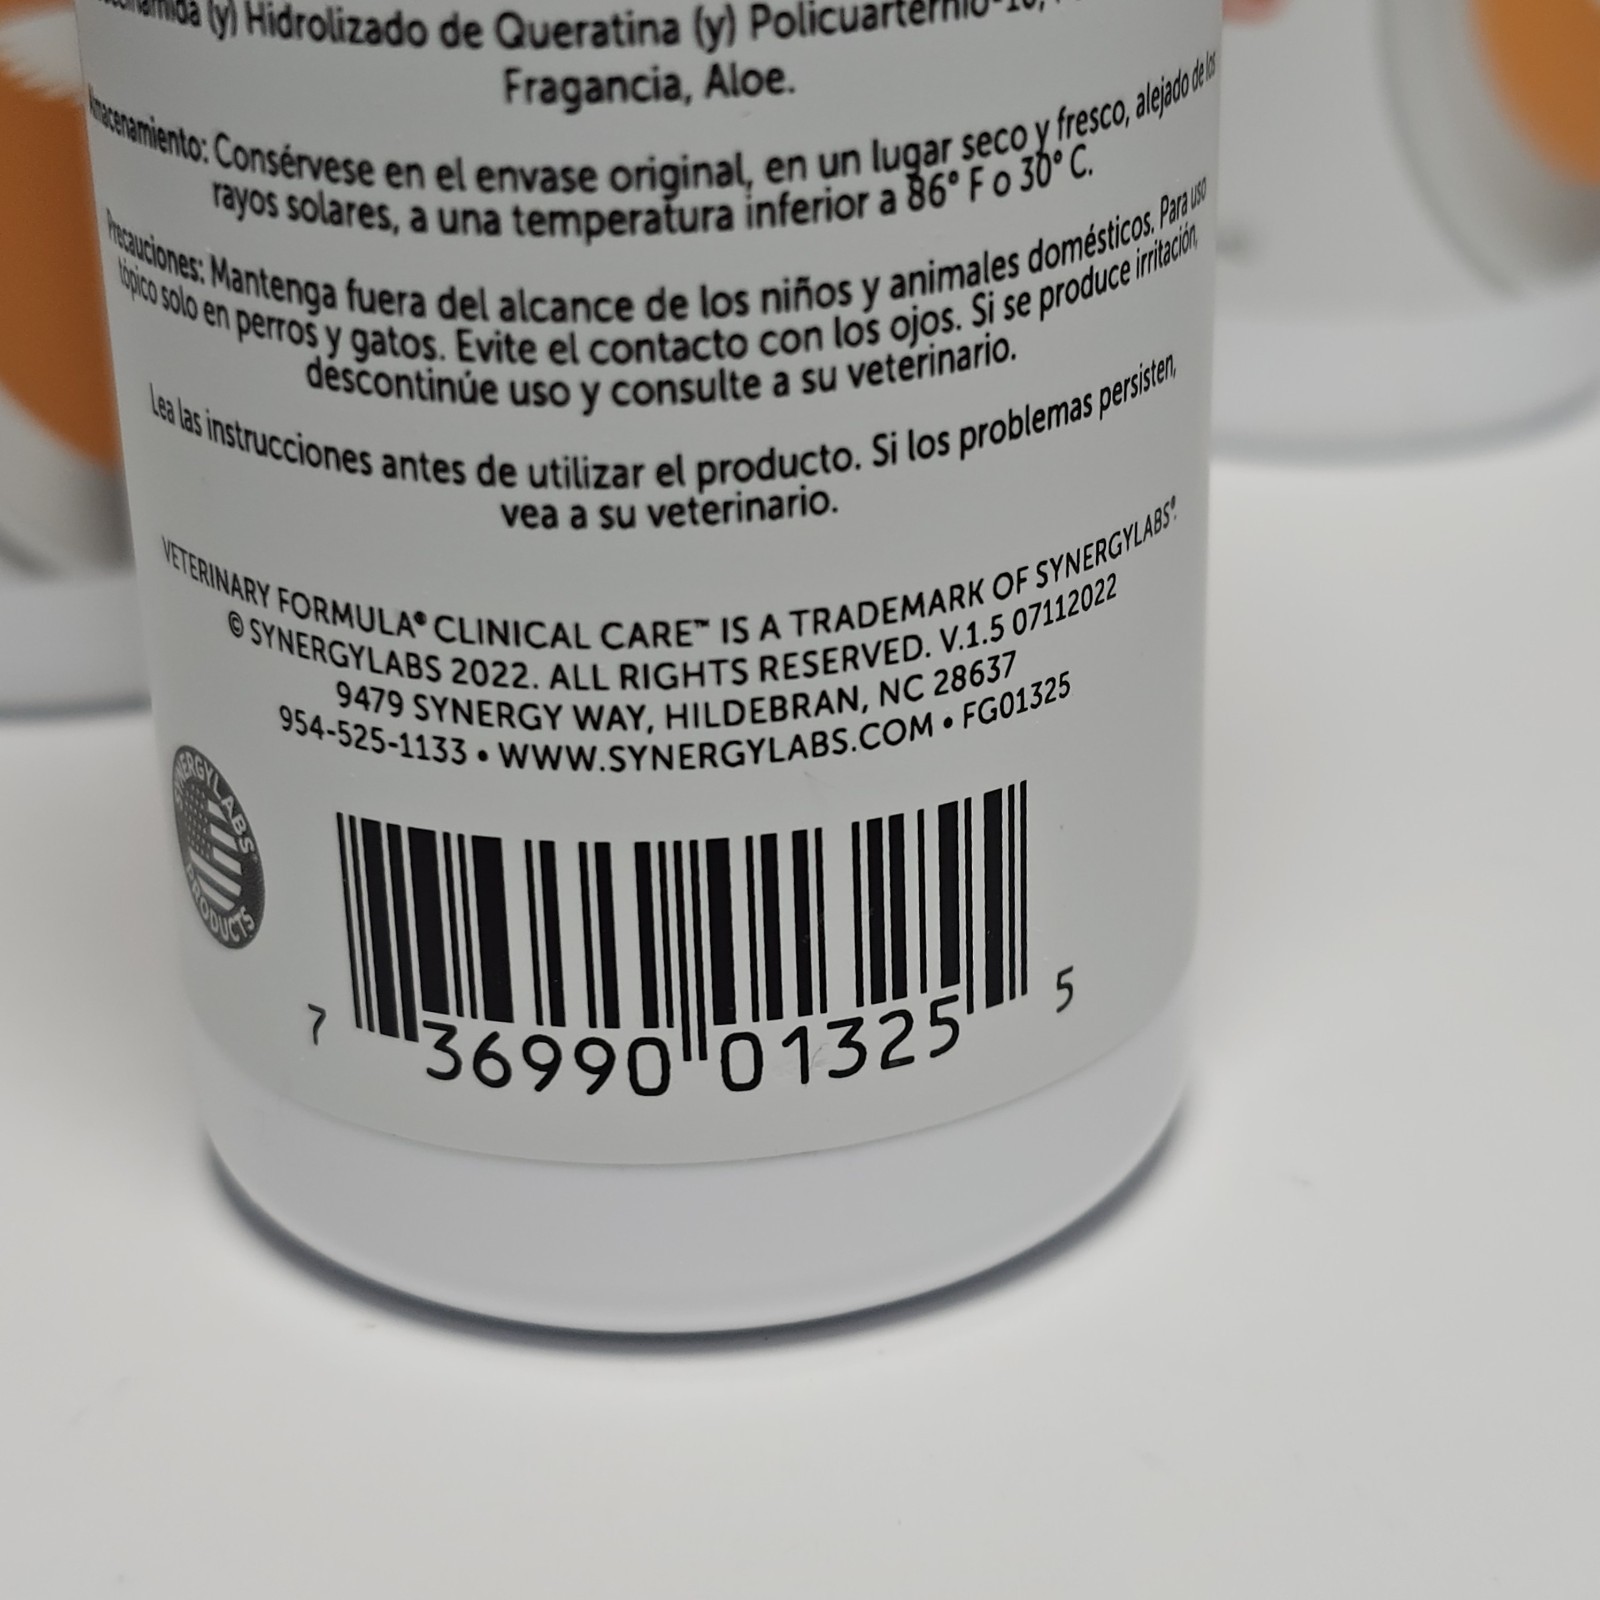 (y) Hidrolizado de Queratina (y) Policuarternio-10,
Fragancia, Aloe.
Almacenamiento: Consérvese en el envase original, en un lugar seco y fresco, alejado de los
rayos solares, a una temperatura inferior a 86° F o 30° C.
Precauciones: Mantenga fuera del alcance de los niños y animales domésticos. Para uso
tópico solo en perros y gatos. Evite el contacto con los ojos. Si se produce irritación,
descontinúe uso y consulte a su veterinario.
Lea las instrucciones antes de utilizar el producto. Si los problemas persisten,
vea a su veterinario.
VETERINARY FORMULA® CLINICAL CARE™ IS A TRADEMARK OF SYNERGYLABS®.
© SYNERGYLABS 2022. ALL RIGHTS RESERVED. V.1.5 07112022
9479 SYNERGY WAY, HILDEBRAN, NC 28637
954-525-1133 • WWW.SYNERGYLABS.COM • FG01325
SYNERGYLABS®
PRODUCTS
7 36990 01325 5